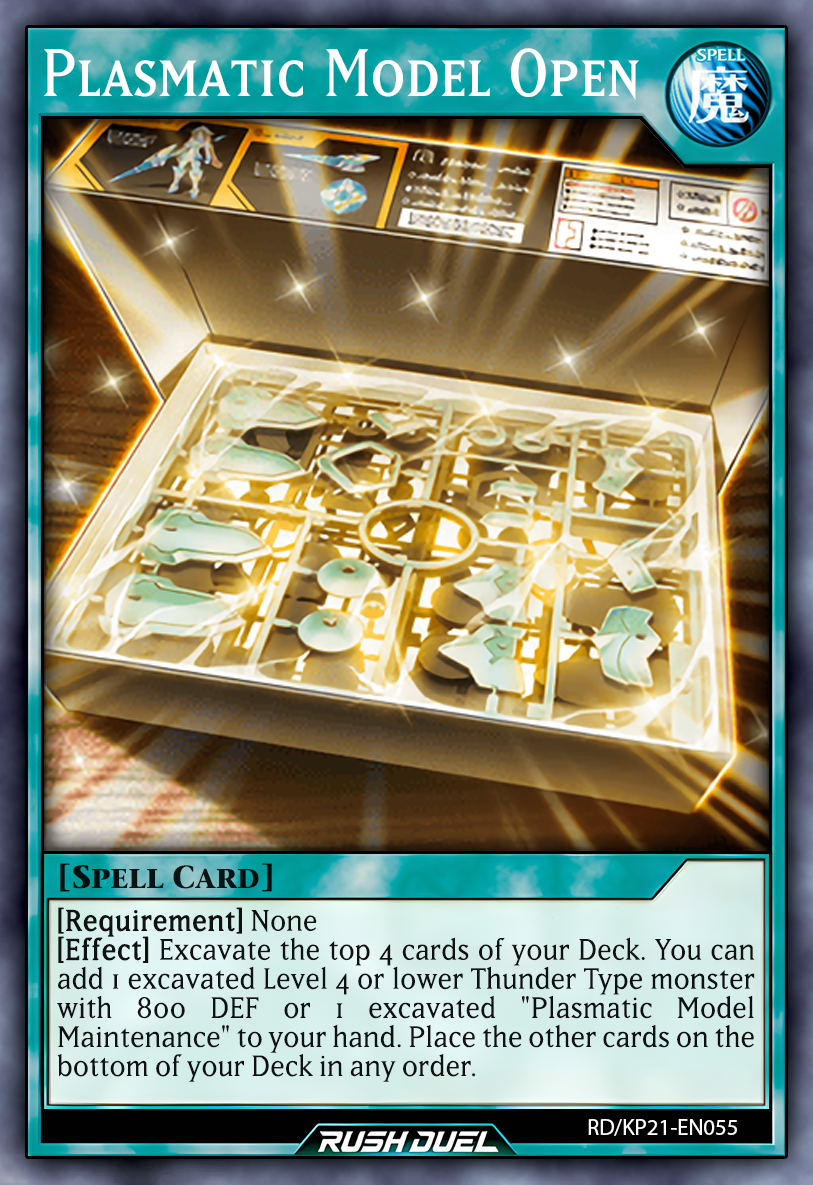 Plasmatic Model Open
SPELL
魔
[Spell Card]
[Requirement] None
[Effect] Excavate the top 4 cards of your Deck. You can
add 1 excavated Level 4 or lower Thunder Type monster
with 800 DEF or 1 excavated "Plasmatic Model
Maintenance" to your hand. Place the other cards on the
bottom of your Deck in any order.
RD/KP21-EN055
RUSH DUEL